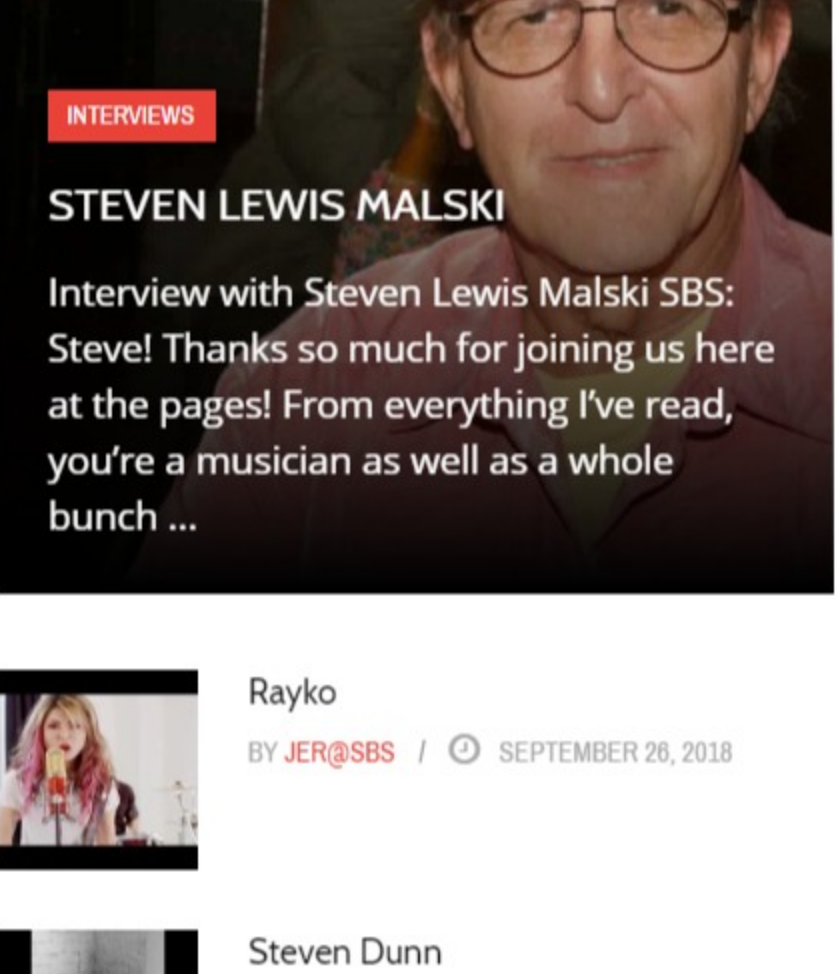 INTERVIEWS
STEVEN LEWIS MALSKI
Interview with Steven Lewis Malski SBS:
Steve! Thanks so much for joining us here
at the pages! From everything I’ve read,
you’re a musician as well as a whole
bunch ...
Rayko
BY JER@SBS / SEPTEMBER 26, 2018
Steven Dunn